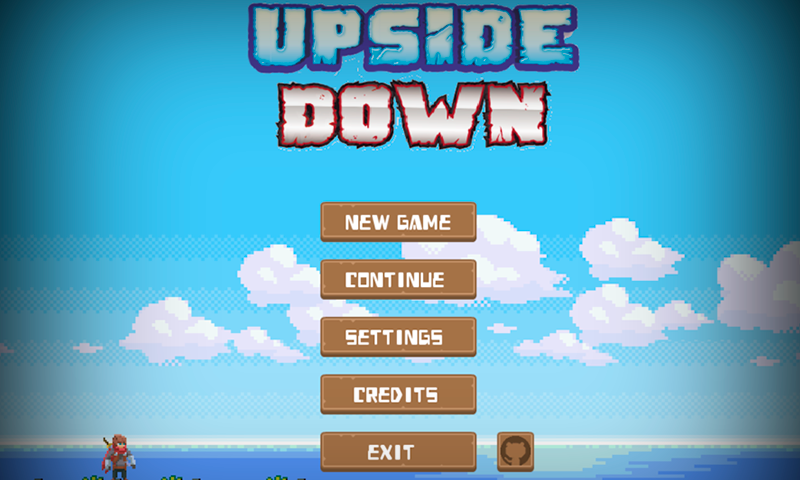 UPSIDE
DOWN
NEW GAME
CONTINUE
SETTINGS
CREDITS
EXIT